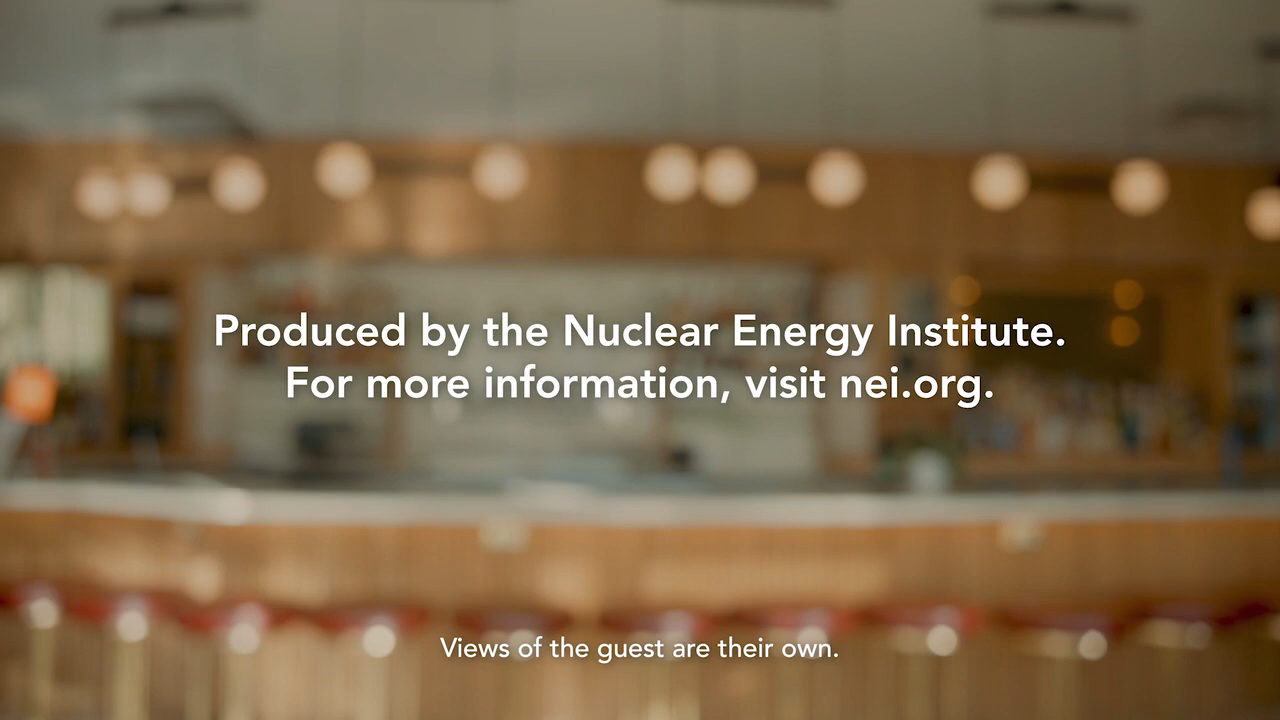 Produced by the Nuclear Energy Institute.
For more information, visit nei.org.
Views of the guest are their own.